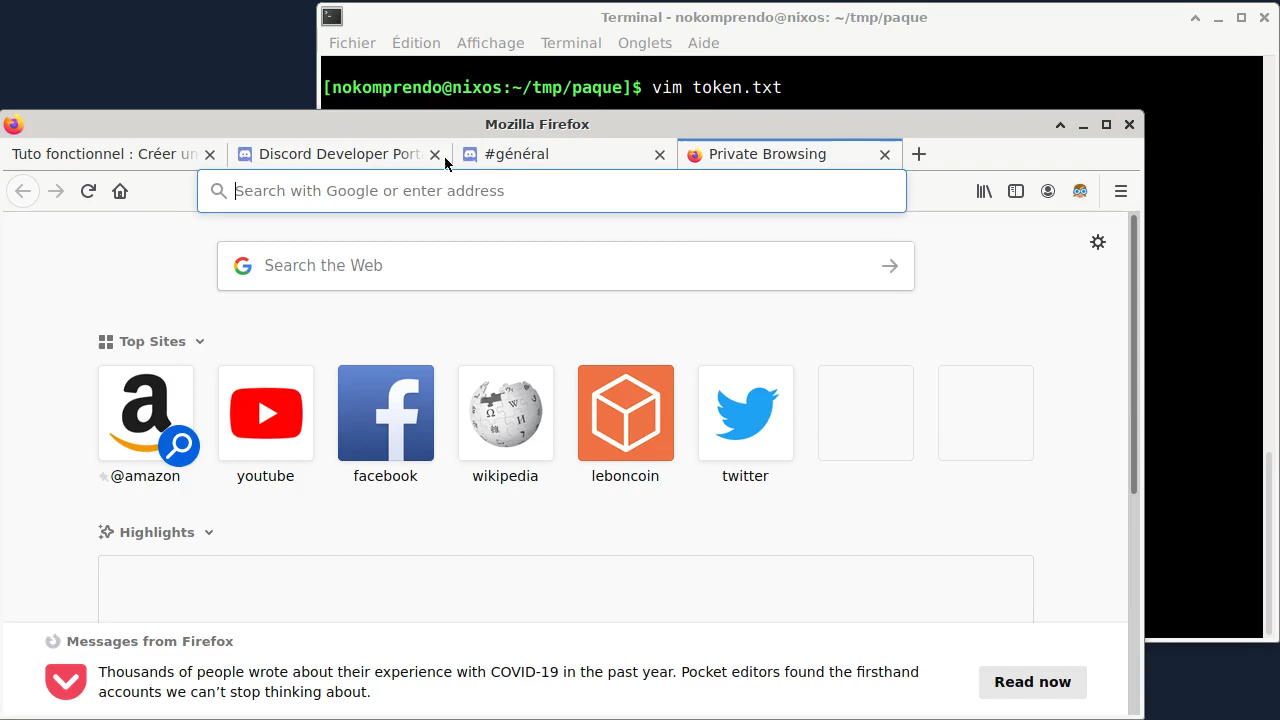 Terminal - nokomprendo@nixos: ~/tmp/paque
Fichier Édition Affichage Terminal Onglets Aide
[nokomprendo@nixos:~/tmp/paque]$ vim token.txt
Mozilla Firefox
Tuto fonctionnel : Créer un
Discord Developer Port
#général
Private Browsing
Search with Google or enter address
Search the Web
Top Sites
@amazon youtube facebook wikipedia leboncoin twitter
Highlights
Messages from Firefox
Thousands of people wrote about their experience with COVID-19 in the past year. Pocket editors found the firsthand
accounts we can't stop thinking about.
Read now